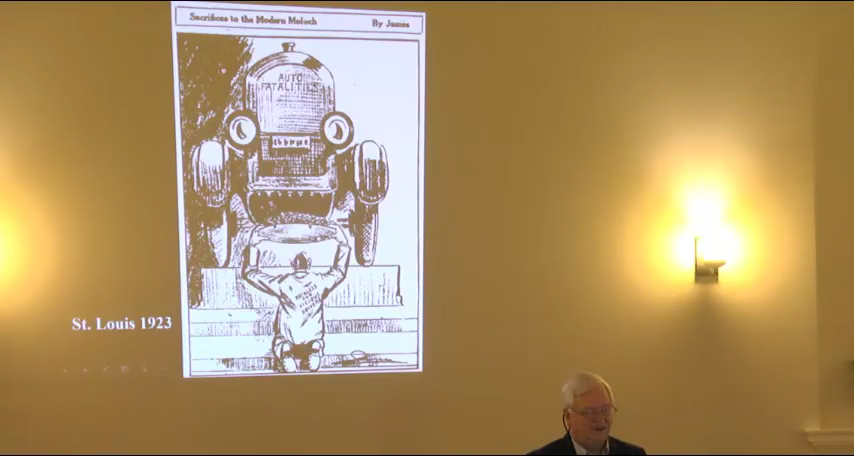 Sacrifices to the Modern Moloch By James
AUTO
FATALITIES
St. Louis 1923